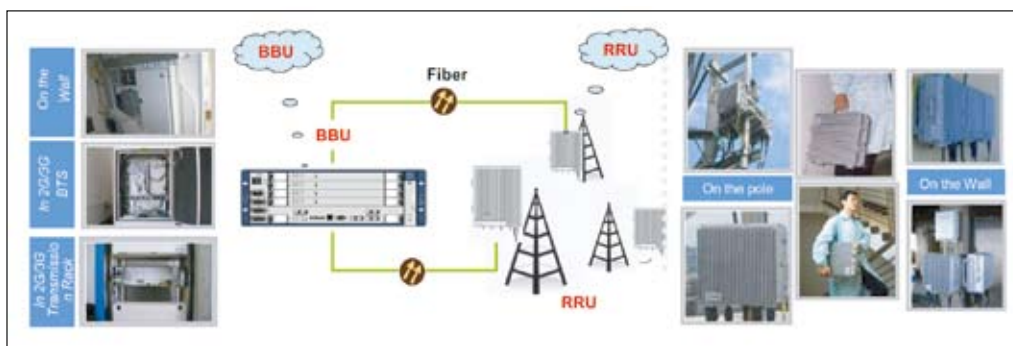 On the
Wall
In 2G/3G
BTS
In 2G/3G
Transmissio
n Rack
BBU
RRU
Fiber
BBU
RRU
On the pole
On the Wall